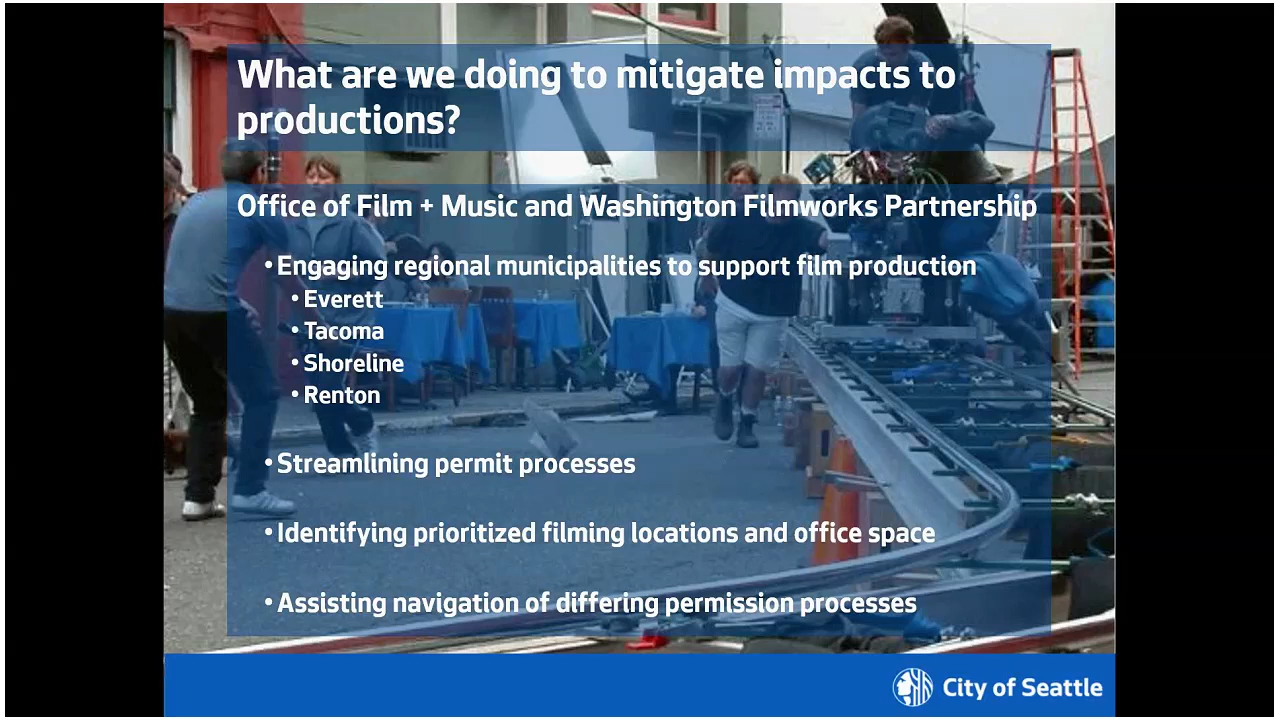 What are we doing to mitigate impacts to
productions?
Office of Film + Music and Washington Filmworks Partnership
• Engaging regional municipalities to support film production
• Everett
• Tacoma
• Shoreline
• Renton
• Streamlining permit processes
• Identifying prioritized filming locations and office space
• Assisting navigation of differing permission processes
City of Seattle